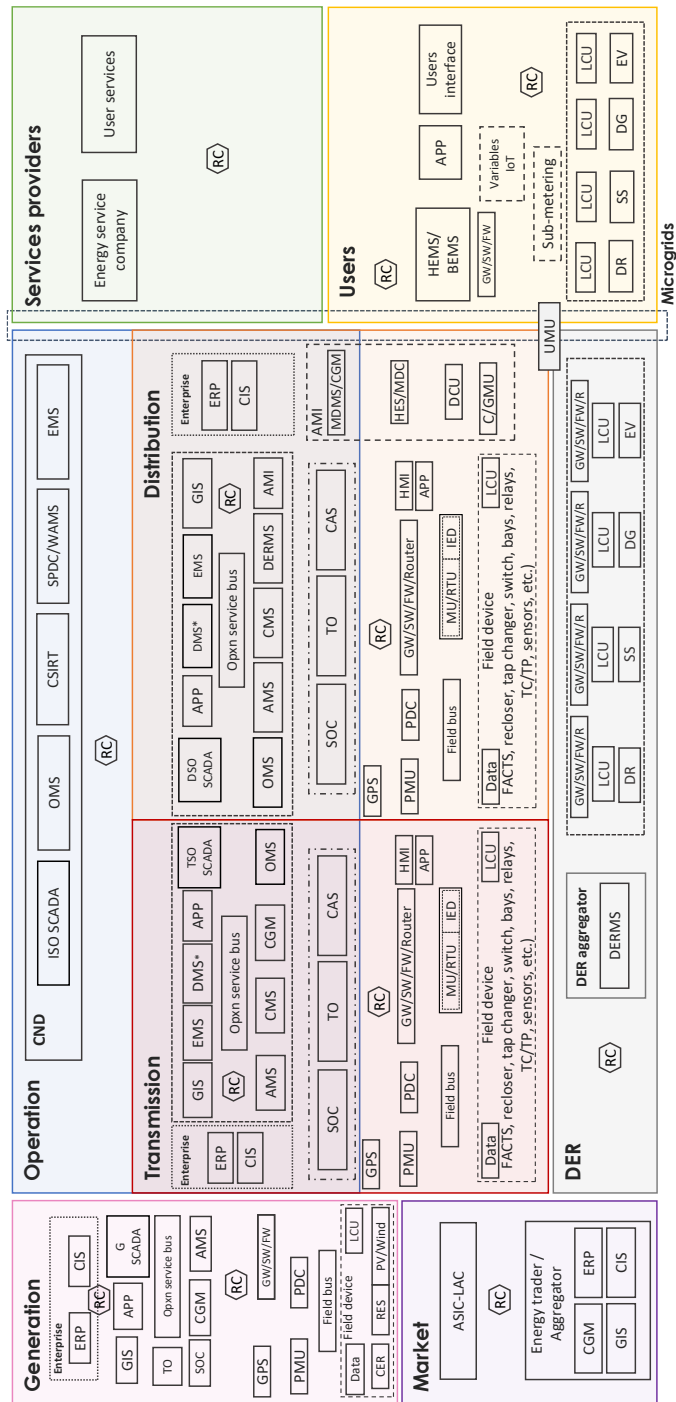 Generation
Enterprise
ERP
CIS
RC
GIS
APP
G
SCADA
TO
Opxn service bus
SOC
CGM
AMS
RC
GPS
GW/SW/FW
PMU
PDC
Field bus
Field device
Data
LCU
CER
RES
PV/Wind
Market
ASIC-LAC
RC
Energy trader /
Aggregator
CGM
ERP
GIS
CIS
Operation
CND
ISO SCADA
OMS
CSIRT
SPDC/WAMS
EMS
RC
Transmission
Enterprise
ERP
CIS
GIS
EMS
DMS*
APP
TSO
SCADA
RC
Opxn service bus
AMS
CMS
CGM
OMS
SOC
TO
CAS
GPS
RC
PMU
PDC
GW/SW/FW/Router
HMI
APP
Field bus
MU/RTU
IED
Field device
Data
LCU
FACTS, recloser, tap changer, switch, bays, relays,
TC/TP, sensors, etc.)
Distribution
DSO
SCADA
APP
DMS*
EMS
GIS
Opxn service bus
RC
OMS
AMS
CMS
DERMS
AMI
Enterprise
ERP
CIS
SOC
TO
CAS
AMI
MDMS/CGM
HES/MDC
DCU
C/GMU
GPS
RC
PMU
PDC
GW/SW/FW/Router
HMI
APP
Field bus
MU/RTU
IED
Field device
Data
LCU
FACTS, recloser, tap changer, switch, bays, relays,
TC/TP, sensors, etc.)
UMU
DER
RC
DER aggregator
DERMS
GW/SW/FW/R
LCU
DR
GW/SW/FW/R
LCU
SS
GW/SW/FW/R
LCU
DG
GW/SW/FW/R
LCU
EV
Services providers
Energy service
company
User services
RC
Users
RC
HEMS/
BEMS
APP
Users
interface
GW/SW/FW
Variables
IoT
RC
Sub-metering
LCU
LCU
LCU
LCU
DR
SS
DG
EV
Microgrids